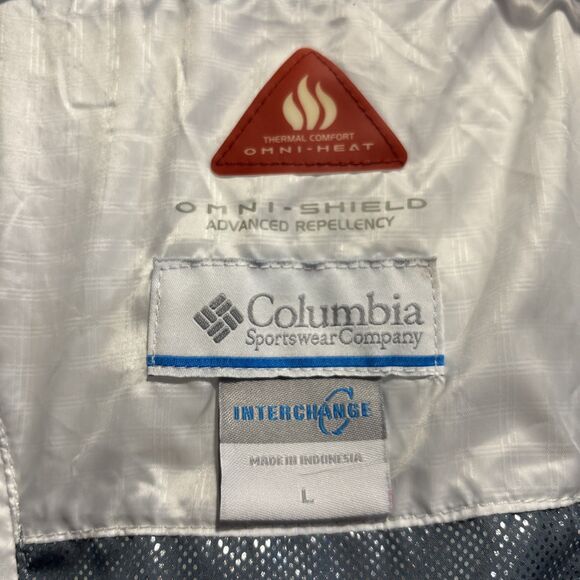 THERMAL COMFORT
OMNI-HEAT
OMNI-SHIELD
ADVANCED REPELLENCY
Columbia
Sportswear Company
INTERCHANGE
MADE IN INDONESIA
L